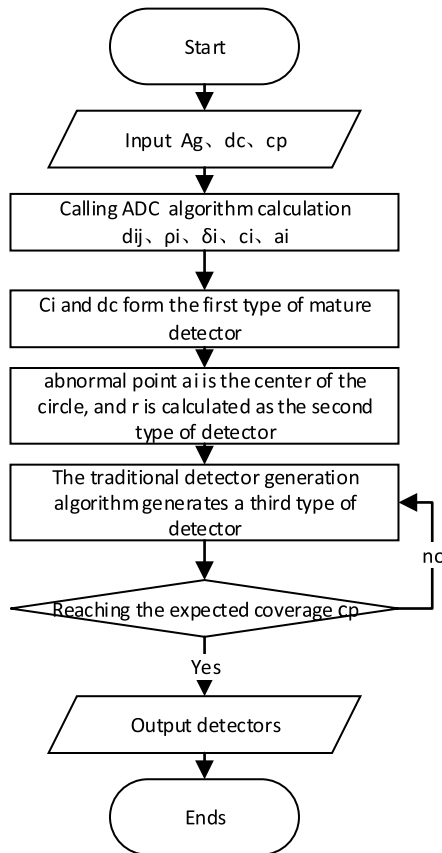 Start
Input Ag、dc、cp
Calling ADC algorithm calculation
dij、ρi、δi、ci、ai
Ci and dc form the first type of mature
detector
abnormal point ai is the center of the
circle, and r is calculated as the second
type of detector
The traditional detector generation
algorithm generates a third type of
detector
no
Reaching the expected coverage cp
Yes
Output detectors
Ends